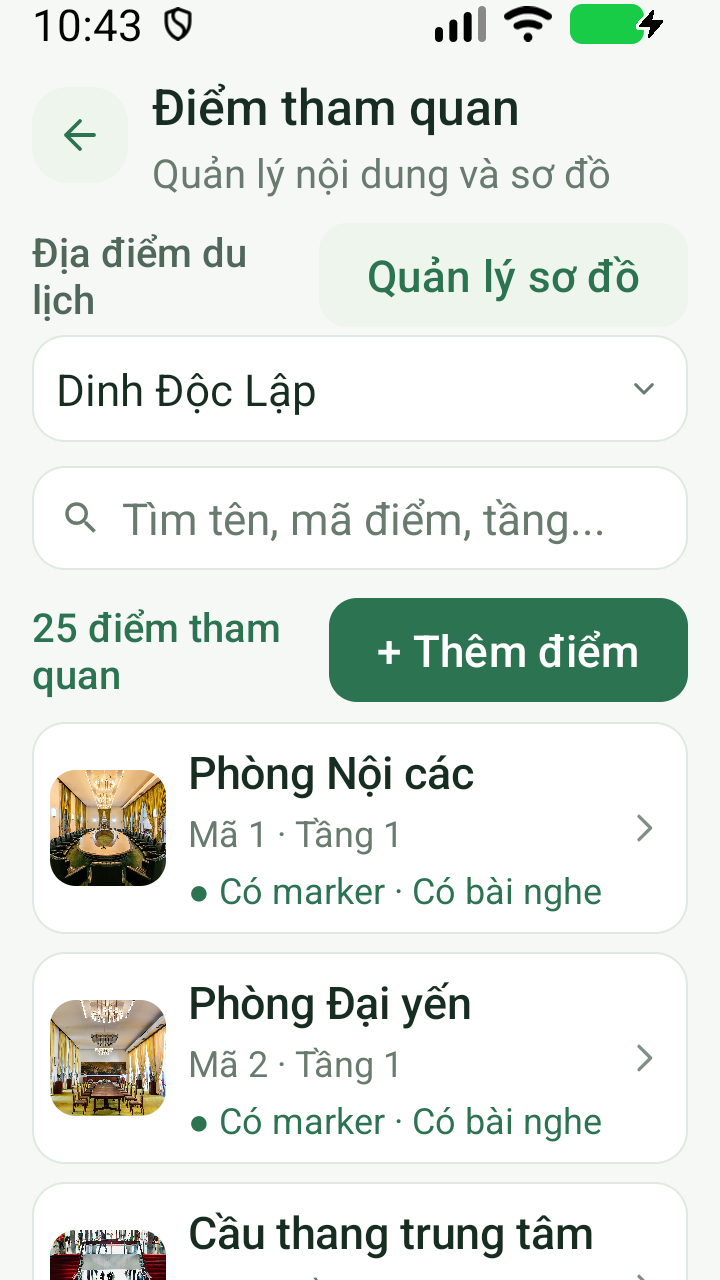 10:43
Điểm tham quan
Quản lý nội dung và sơ đồ
Địa điểm du
lịch
Quản lý sơ đồ
Dinh Độc Lập
Tìm tên, mã điểm, tầng...
25 điểm tham
quan
+ Thêm điểm
Phòng Nội các
Mã 1 · Tầng 1
● Có marker · Có bài nghe
Phòng Đại yến
Mã 2 · Tầng 1
● Có marker · Có bài nghe
Cầu thang trung tâm